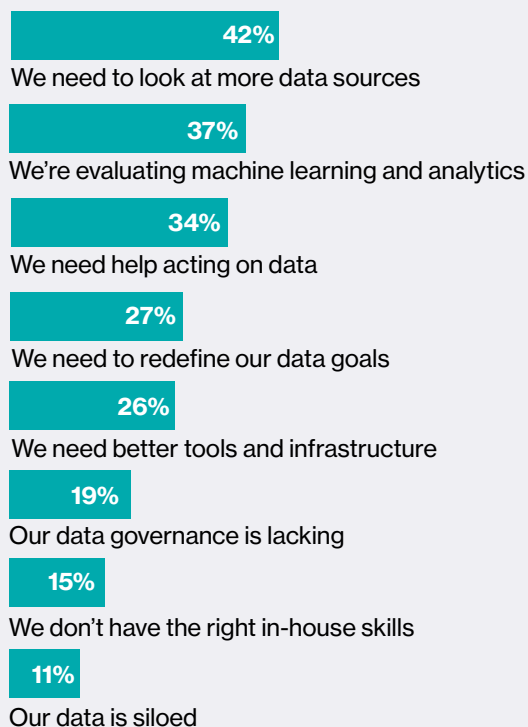 42%
We need to look at more data sources
37%
We’re evaluating machine learning and analytics
34%
We need help acting on data
27%
We need to redefine our data goals
26%
We need better tools and infrastructure
19%
Our data governance is lacking
15%
We don’t have the right in-house skills
11%
Our data is siloed